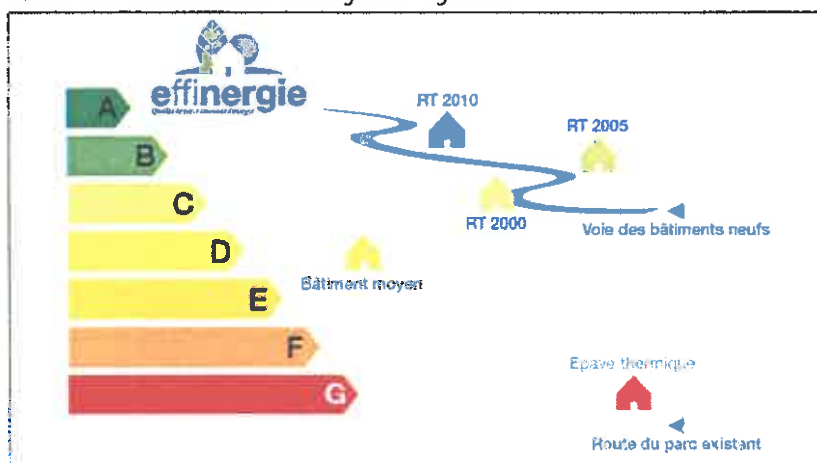 effinergie
A
RT 2010
RT 2005
B
C
RT 2000
Voie des bâtiments neufs
D
Bâtiment moyen
E
F
Epave thermique
G
Route du parc existant